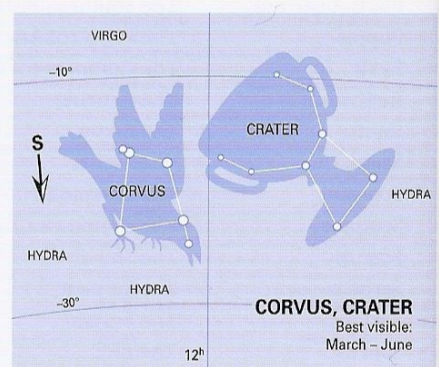 VIRGO
–10°
CRATER
S
CORVUS
HYDRA
HYDRA
HYDRA
–30°
CORVUS, CRATER
Best visible:
March – June
12ʰ